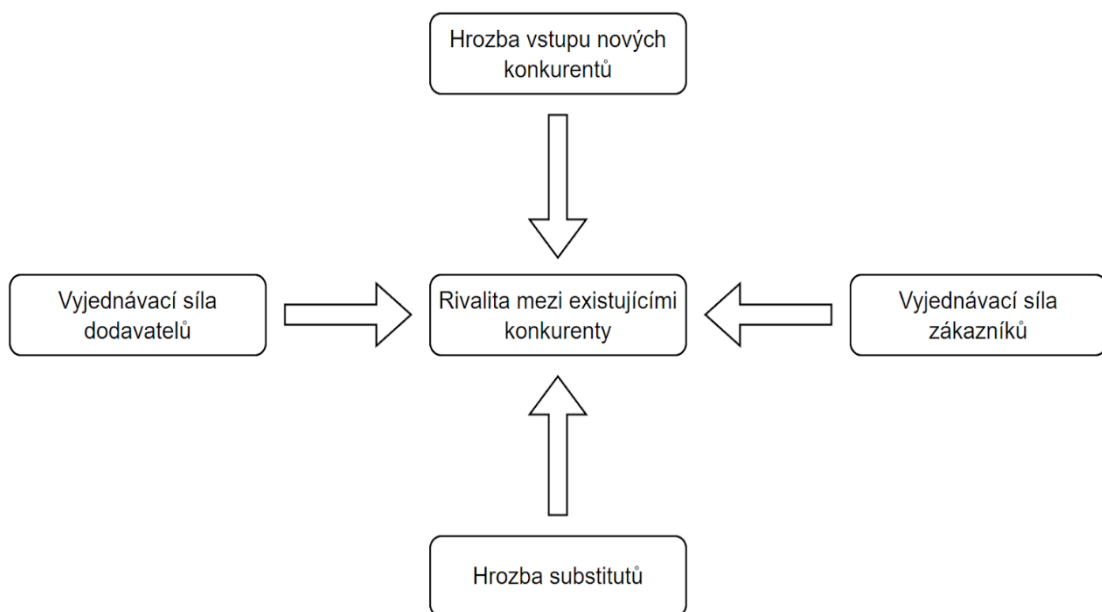 Hrozba vstupu nových
konkurentů
Vyjednávací síla
dodavatelů
Rivalita mezi existujícími
konkurenty
Vyjednávací síla
zákazníků
Hrozba substitutů